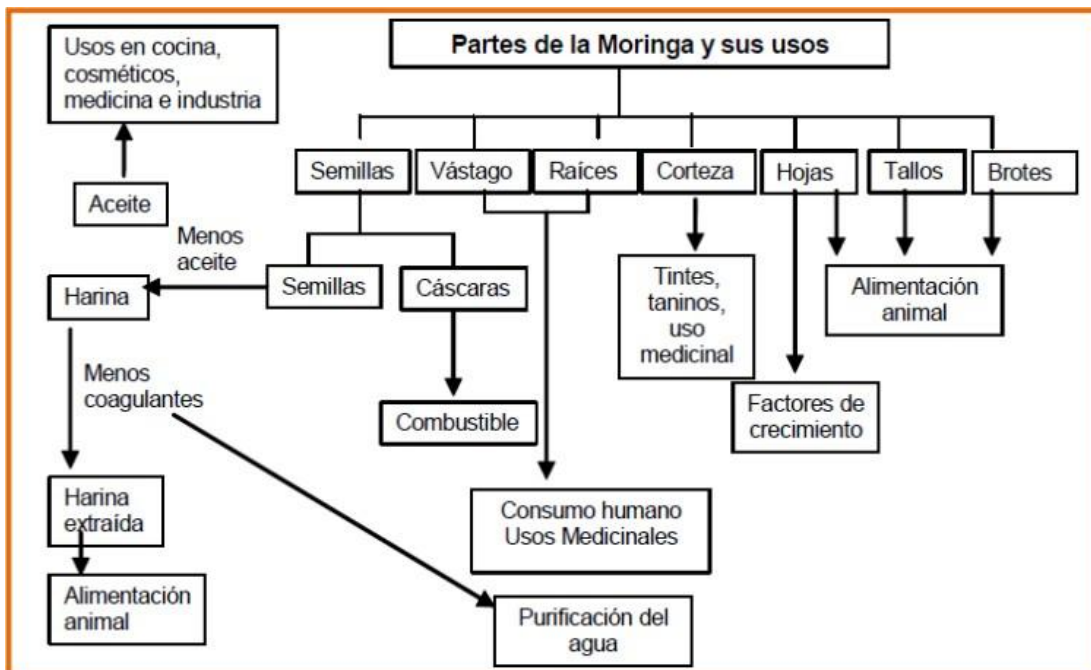 Partes de la Moringa y sus usos
Usos en cocina,
cosméticos,
medicina e industria
Aceite
Semillas
Vástago
Raíces
Corteza
Hojas
Tallos
Brotes
Menos
aceite
Harina
Semillas
Cáscaras
Tintes,
taninos,
uso
medicinal
Alimentación
animal
Menos
coagulantes
Combustible
Factores de
crecimiento
Harina
extraída
Consumo humano
Usos Medicinales
Alimentación
animal
Purificación del
agua